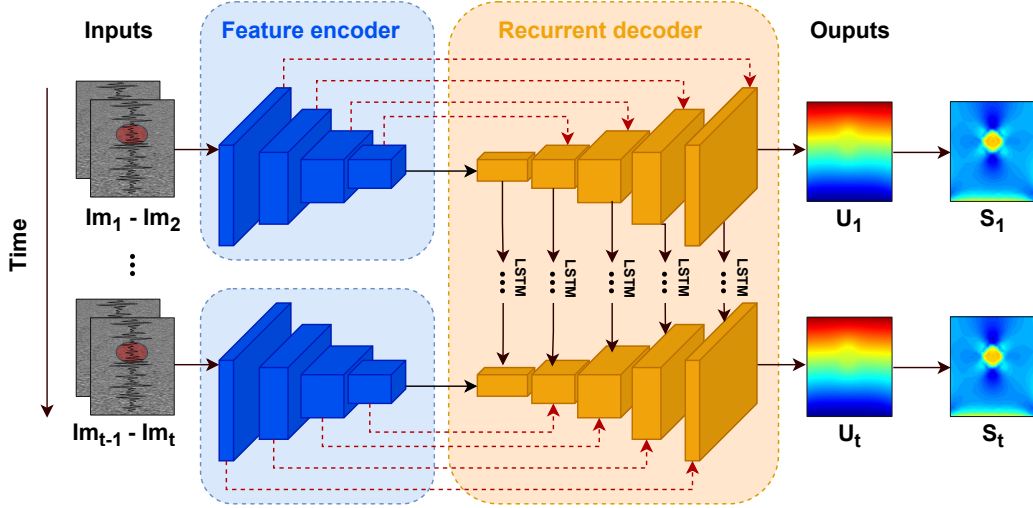 Inputs
Feature encoder
Recurrent decoder
Ouputs
Time
Im1 - Im2
U1
S1
...
... LSTM
... LSTM
... LSTM
... LSTM
... LSTM
Imt-1 - Imt
Ut
St